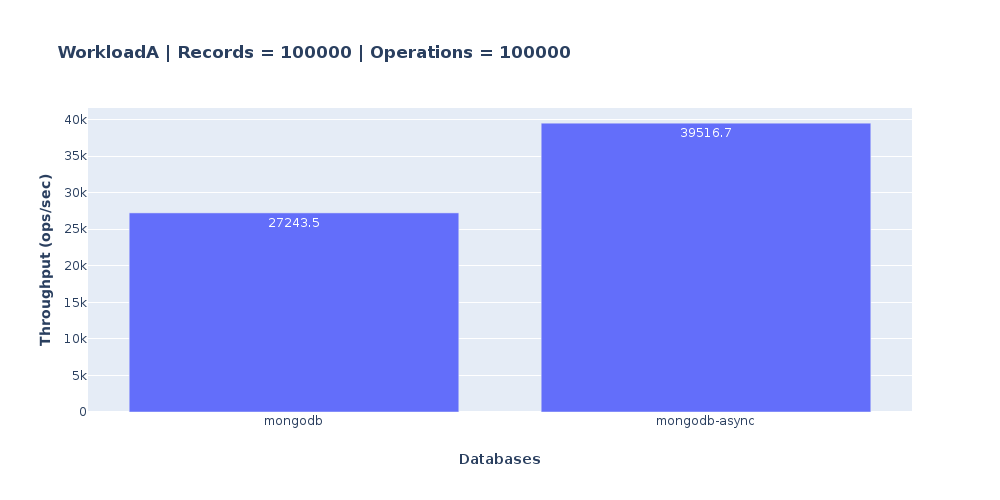 WorkloadA | Records = 100000 | Operations = 100000
Throughput (ops/sec)
40k
35k
30k
25k
20k
15k
10k
5k
0
27243.5
39516.7
mongodb
mongodb-async
Databases